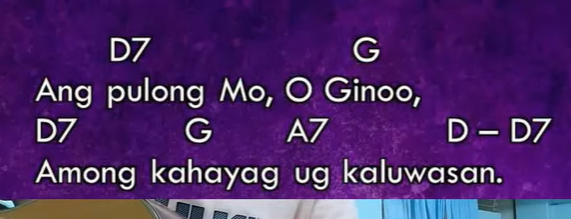 D7 G
Ang pulong Mo, O Ginoo,
D7 G A7 D – D7
Among kahayag ug kaluwasan.